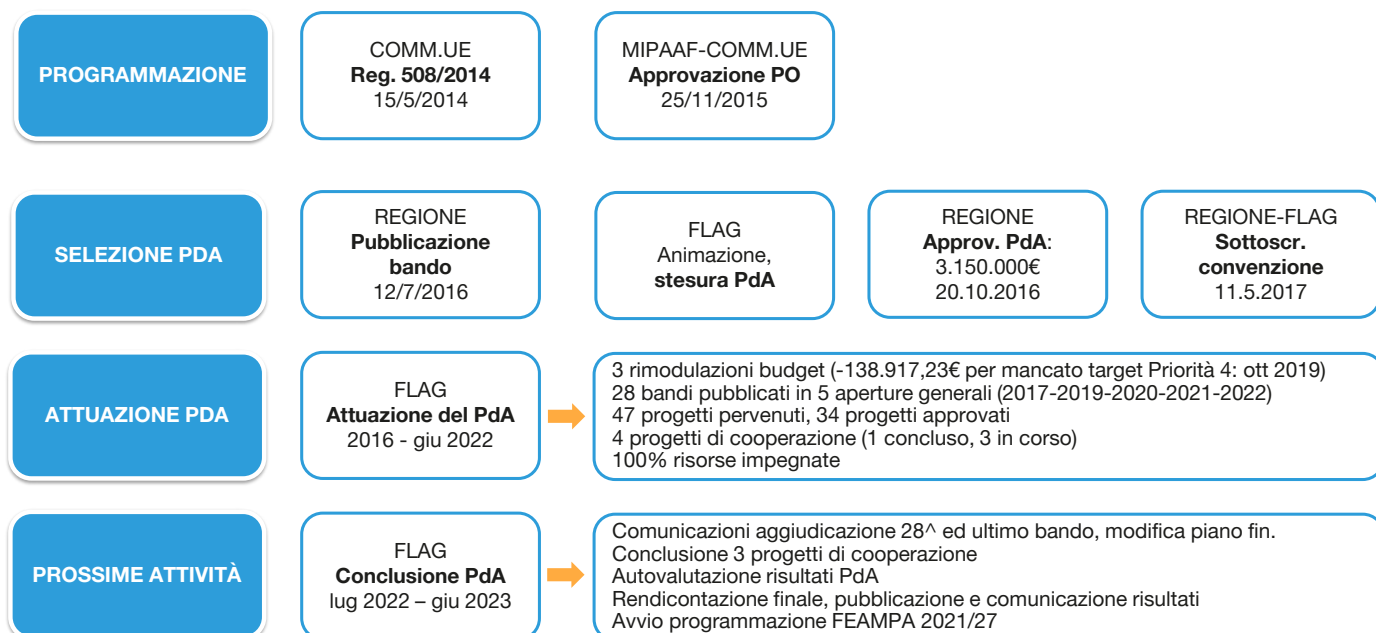 PROGRAMMAZIONE
COMM.UE
Reg. 508/2014
15/5/2014
MIPAAF-COMM.UE
Approvazione PO
25/11/2015
SELEZIONE PDA
REGIONE
Pubblicazione
bando
12/7/2016
FLAG
Animazione,
stesura PdA
REGIONE
Approv. PdA:
3.150.000€
20.10.2016
REGIONE-FLAG
Sottoscr.
convenzione
11.5.2017
ATTUAZIONE PDA
FLAG
Attuazione del PdA
2016 - giu 2022
3 rimodulazioni budget (-138.917,23€ per mancato target Priorità 4: ott 2019)
28 bandi pubblicati in 5 aperture generali (2017-2019-2020-2021-2022)
47 progetti pervenuti, 34 progetti approvati
4 progetti di cooperazione (1 concluso, 3 in corso)
100% risorse impegnate
PROSSIME ATTIVITÀ
FLAG
Conclusione PdA
lug 2022 – giu 2023
Comunicazioni aggiudicazione 28^ ed ultimo bando, modifica piano fin.
Conclusione 3 progetti di cooperazione
Autovalutazione risultati PdA
Rendicontazione finale, pubblicazione e comunicazione risultati
Avvio programmazione FEAMPA 2021/27